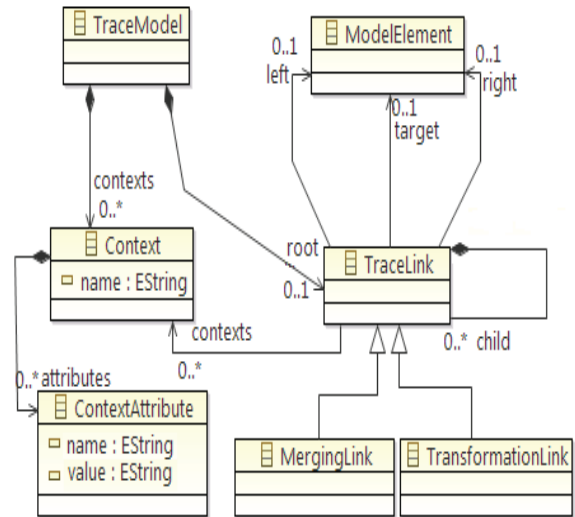 TraceModel
ModelElement
0..1
left
0..1
right
0..1
target
contexts
0..*
Context
name : EString
root
0..1
TraceLink
contexts
0..*
0..* child
0..* attributes
ContextAttribute
name : EString
value : EString
MergingLink
TransformationLink